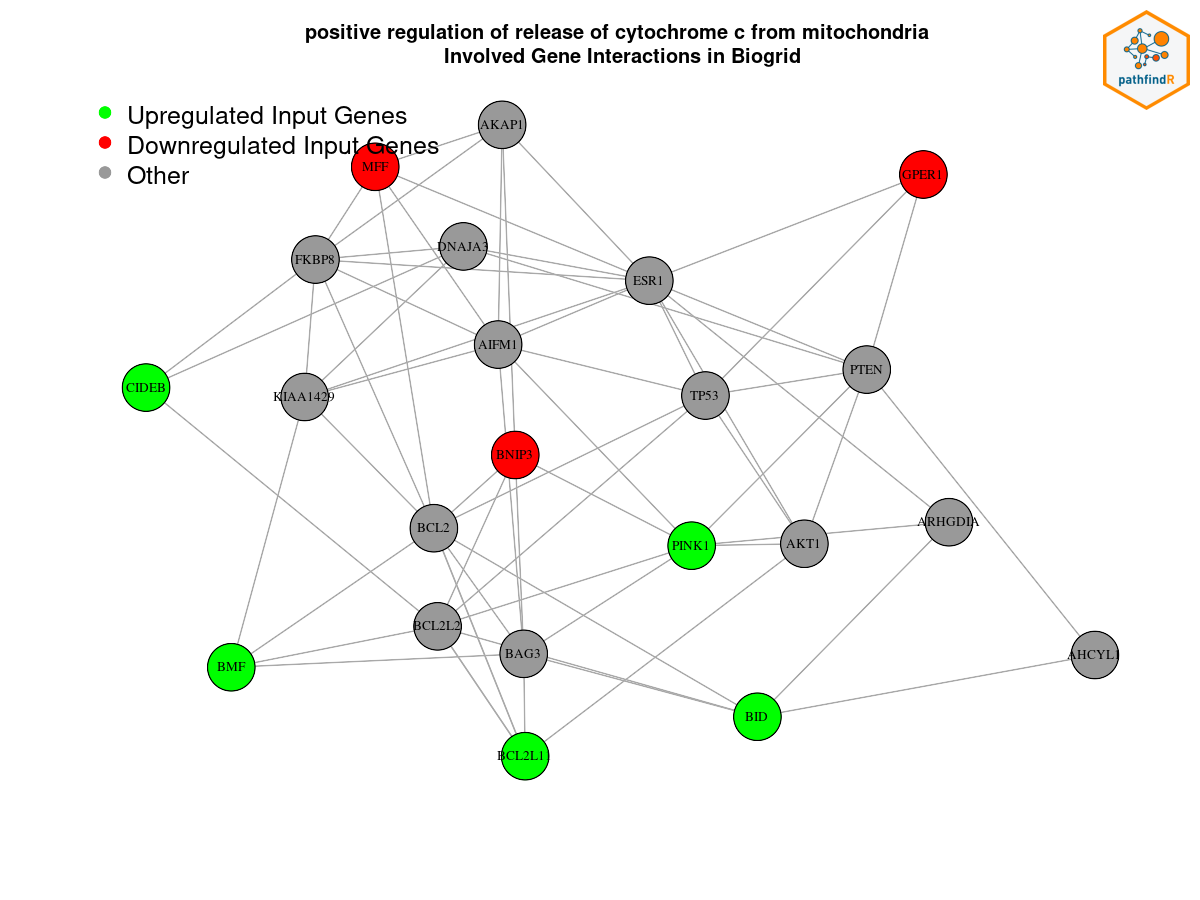 positive regulation of release of cytochrome c from mitochondria
Involved Gene Interactions in Biogrid
pathfindR
Upregulated Input Genes
Downregulated Input Genes
Other
AKAP1
MFF
GPER1
DNAJA3
FKBP8
ESR1
AIFM1
PTEN
CIDEB
KIAA1429
TP53
BNIP3
BCL2
ARHGDIA
PINK1
AKT1
BCL2L2
BAG3
AHCYL1
BMF
BID
BCL2L11